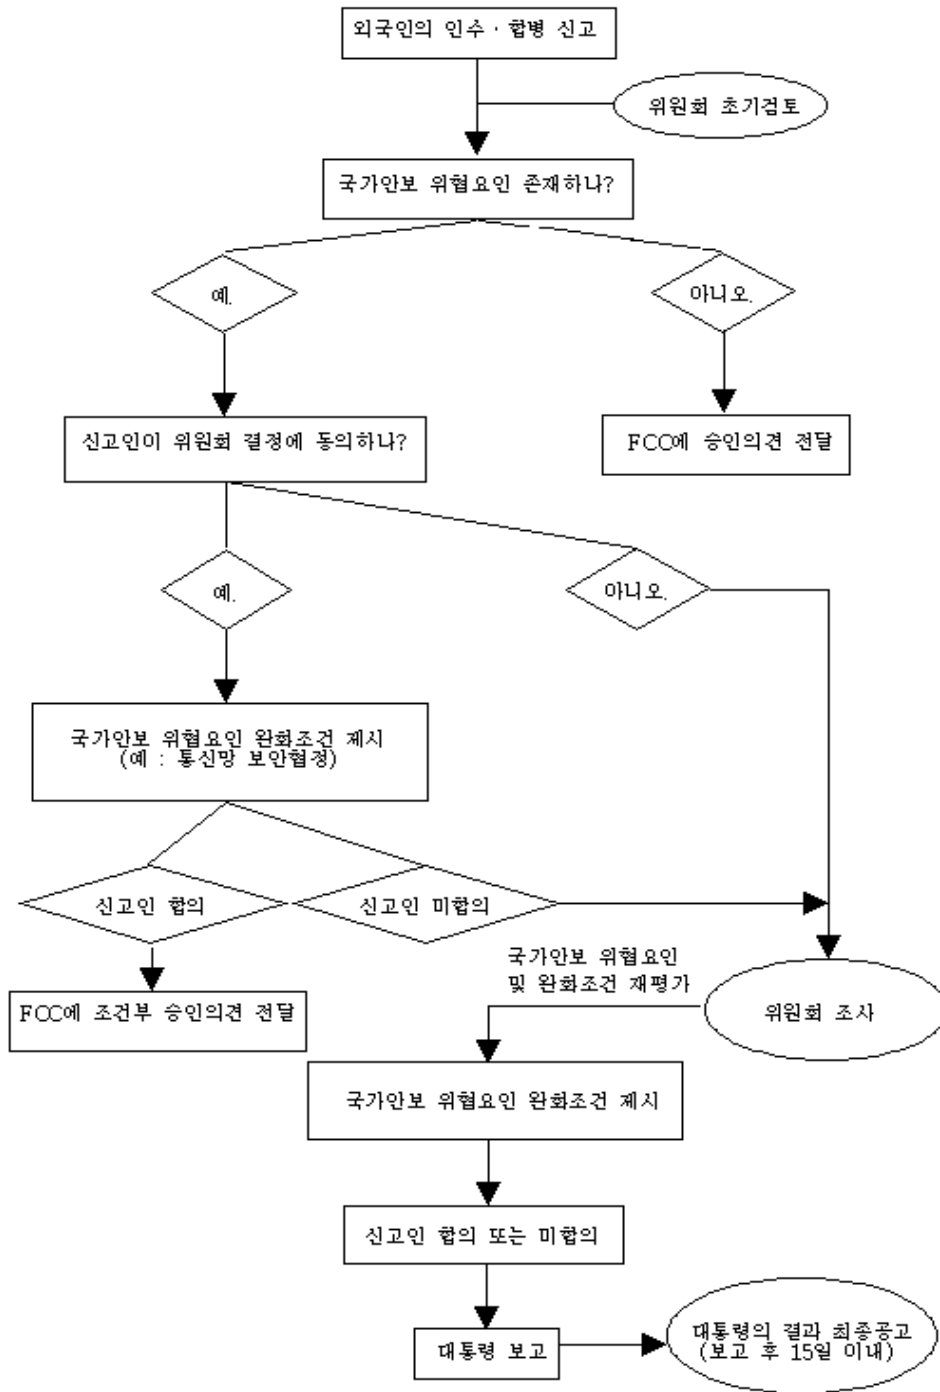 외국인의 인수·합병 신고
위원회 초기검토
국가안보 위협요인 존재하나?
예.
아니오.
신고인이 위원회 결정에 동의하나?
FCC에 승인의견 전달
예.
아니오.
국가안보 위협요인 완화조건 제시
(예 : 통신망 보안협정)
신고인 합의
신고인 미합의
국가안보 위협요인
및 완화조건 재평가
위원회 조사
FCC에 조건부 승인의견 전달
국가안보 위협요인 완화조건 제시
신고인 합의 또는 미합의
대통령 보고
대통령의 결과 최종공고
(보고 후 15일 이내)